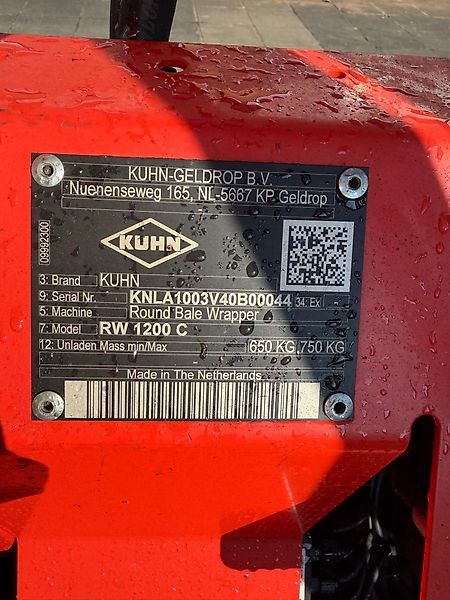 KUHN-GELDROP B.V.
Nuenenseweg 165, NL-5667 KP Geldrop
09992300
KUHN
3: Brand KUHN
9: Serial Nr. KNLA1003V40B00044 34: Ex
5: Machine Round Bale Wrapper
7: Model RW 1200 C
12: Unladen Mass min/Max 650 KG 750 KG
Made in The Netherlands